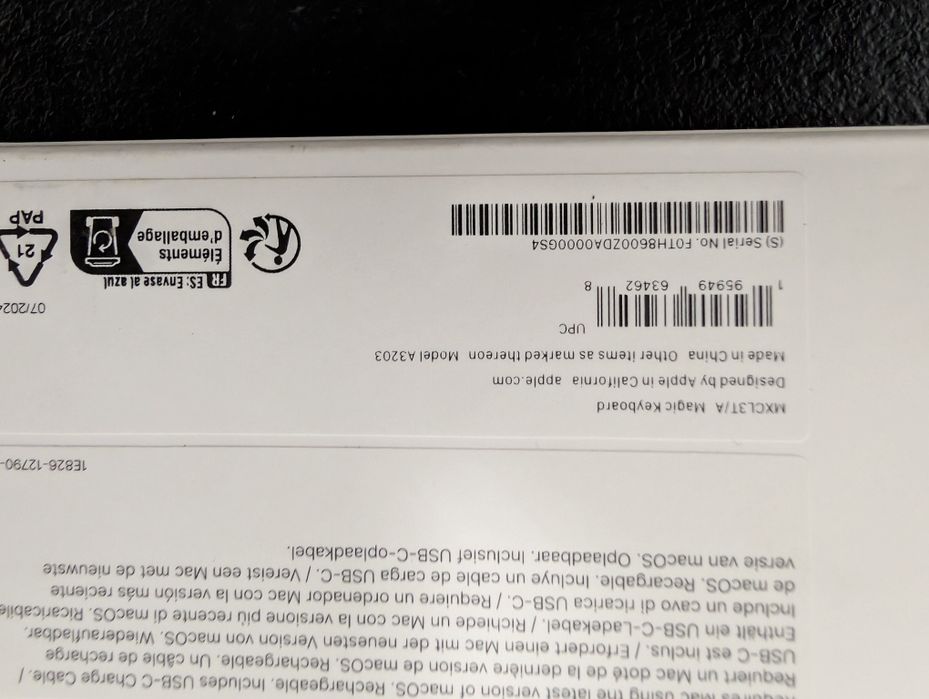 Requires Mac using the latest version of macOS. Rechargeable. Includes USB-C Charge Cable. /
Requiert un Mac doté de la dernière version de macOS. Rechargeable. Un câble de recharge
USB-C est inclus. / Erfordert einen Mac mit der neuesten Version von macOS. Wiederaufladbar.
Enthält ein USB-C-Ladekabel. / Richiede un Mac con la versione più recente di macOS. Ricaricabile.
Include un cavo di ricarica USB-C. / Requiere un ordenador Mac con la versión más reciente
de macOS. Recargable. Incluye un cable de carga USB-C. / Vereist een Mac met de nieuwste
versie van macOS. Oplaadbaar. Inclusief USB-C-oplaadkabel.
1E826-12790-
MXCL3T/A Magic Keyboard
Designed by Apple in California apple.com
Made in China Other items as marked thereon Model A3203
UPC
1 95949 63462 8
(S) Serial No. F0TH86002DA0000GS4
07/2024
FR ES: Envase al azul
Éléments
d'emballage
21
PAP